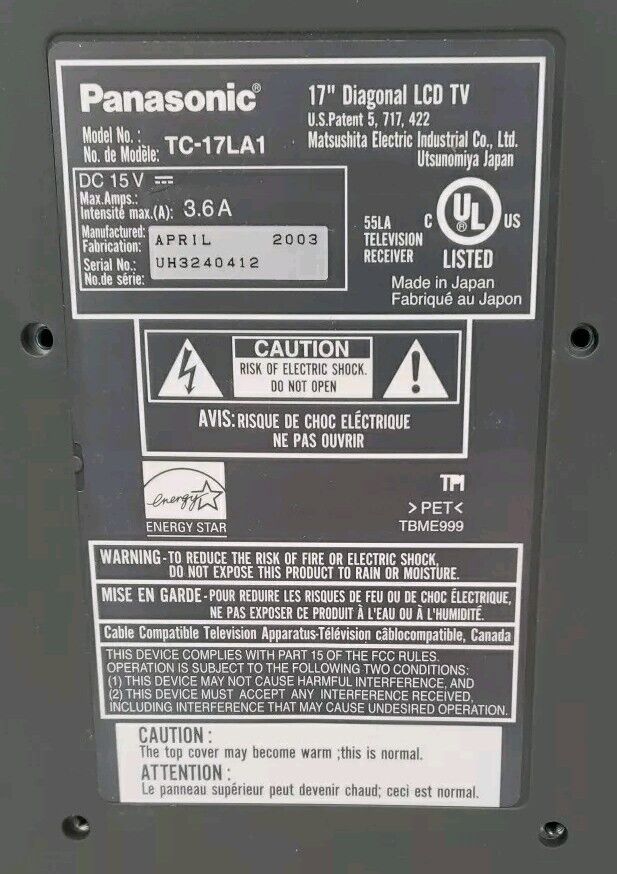 Panasonic®
17" Diagonal LCD TV
U.S.Patent 5, 717, 422
Model No. :
No. de Modèle: TC-17LA1
Matsushita Electric Industrial Co., Ltd.
Utsunomiya Japan
DC 15 V
Max.Amps.:
Intensité max.(A): 3.6 A
Manufactured:
Fabrication: APRIL 2003
Serial No.:
No.de série: UH3240412
55LA
TELEVISION
RECEIVER
C UL® US
LISTED
Made in Japan
Fabriqué au Japon
CAUTION
RISK OF ELECTRIC SHOCK.
DO NOT OPEN
AVIS: RISQUE DE CHOC ELÉCTRIQUE
NE PAS OUVRIR
energy
ENERGY STAR
>PET<
TBME999
WARNING-TO REDUCE THE RISK OF FIRE OR ELECTRIC SHOCK,
DO NOT EXPOSE THIS PRODUCT TO RAIN OR MOISTURE.
MISE EN GARDE-POUR REDUIRE LES RISQUES DE FEU OU DE CHOC ÉLECTRIQUE,
NE PAS EXPOSER CE PRODUIT À L'EAU OU À L'HUMIDITÉ.
Cable Compatible Television Apparatus-Télévision câblocompatible, Canada
THIS DEVICE COMPLIES WITH PART 15 OF THE FCC RULES.
OPERATION IS SUBJECT TO THE FOLLOWING TWO CONDITIONS:
(1) THIS DEVICE MAY NOT CAUSE HARMFUL INTERFERENCE, AND
(2) THIS DEVICE MUST ACCEPT ANY INTERFERENCE RECEIVED,
INCLUDING INTERFERENCE THAT MAY CAUSE UNDESIRED OPERATION.
CAUTION :
The top cover may become warm ;this is normal.
ATTENTION :
Le panneau supérieur peut devenir chaud; ceci est normal.